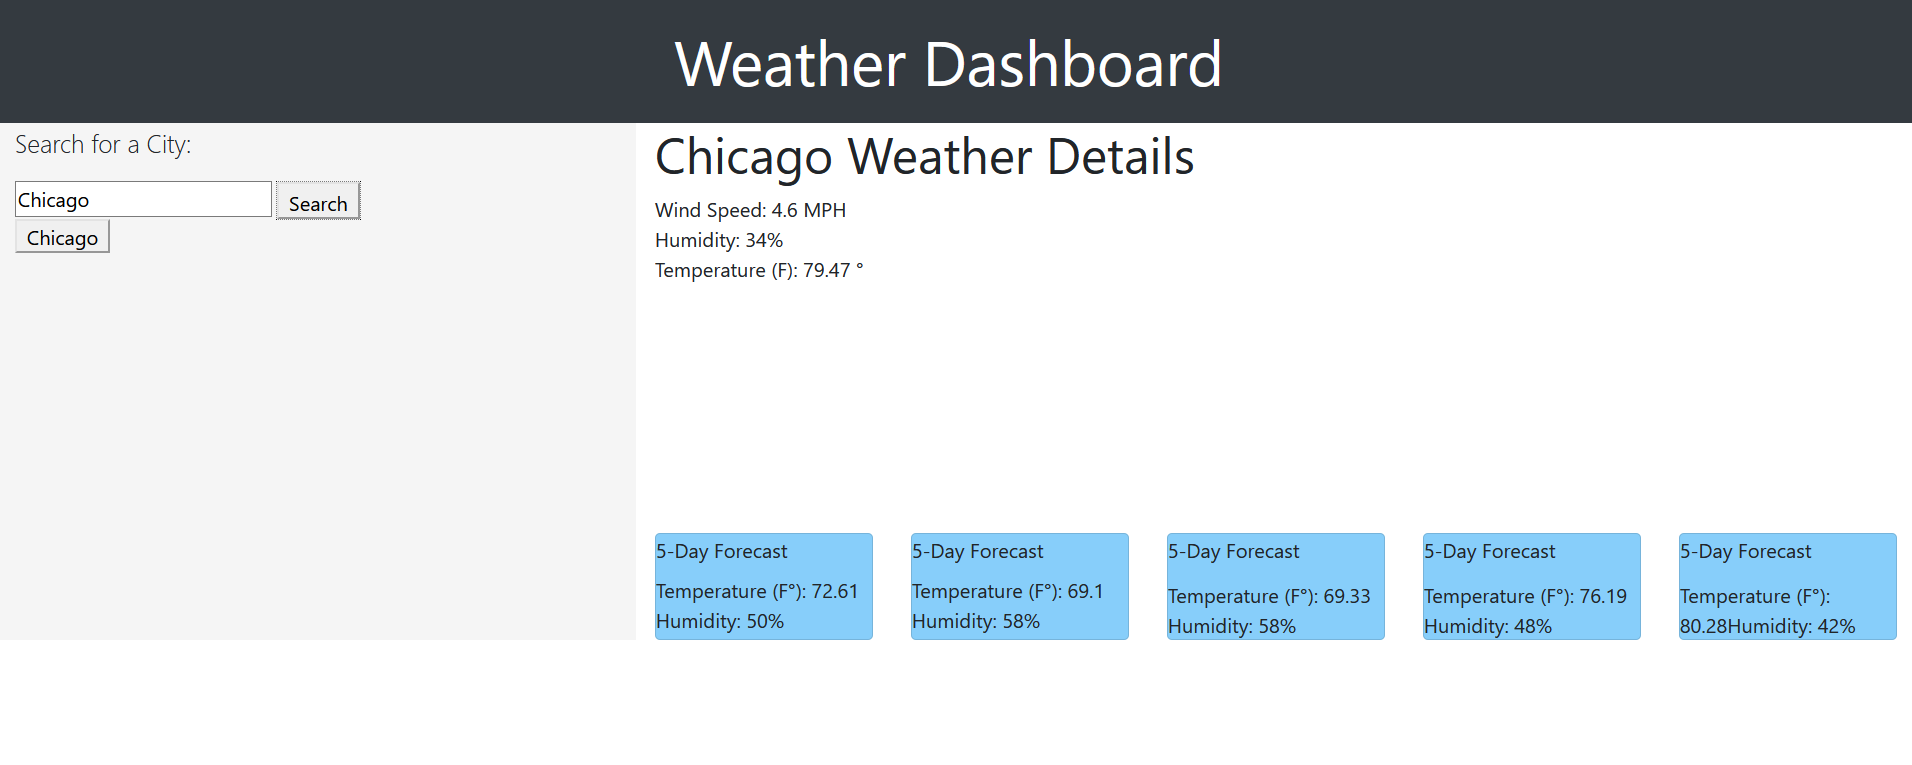 Weather Dashboard
Search for a City:
Chicago
Search
Chicago
Chicago Weather Details
Wind Speed: 4.6 MPH
Humidity: 34%
Temperature (F): 79.47 °
5-Day Forecast
Temperature (F°): 72.61
Humidity: 50%
5-Day Forecast
Temperature (F°): 69.1
Humidity: 58%
5-Day Forecast
Temperature (F°): 69.33
Humidity: 58%
5-Day Forecast
Temperature (F°): 76.19
Humidity: 48%
5-Day Forecast
Temperature (F°):
80.28Humidity: 42%